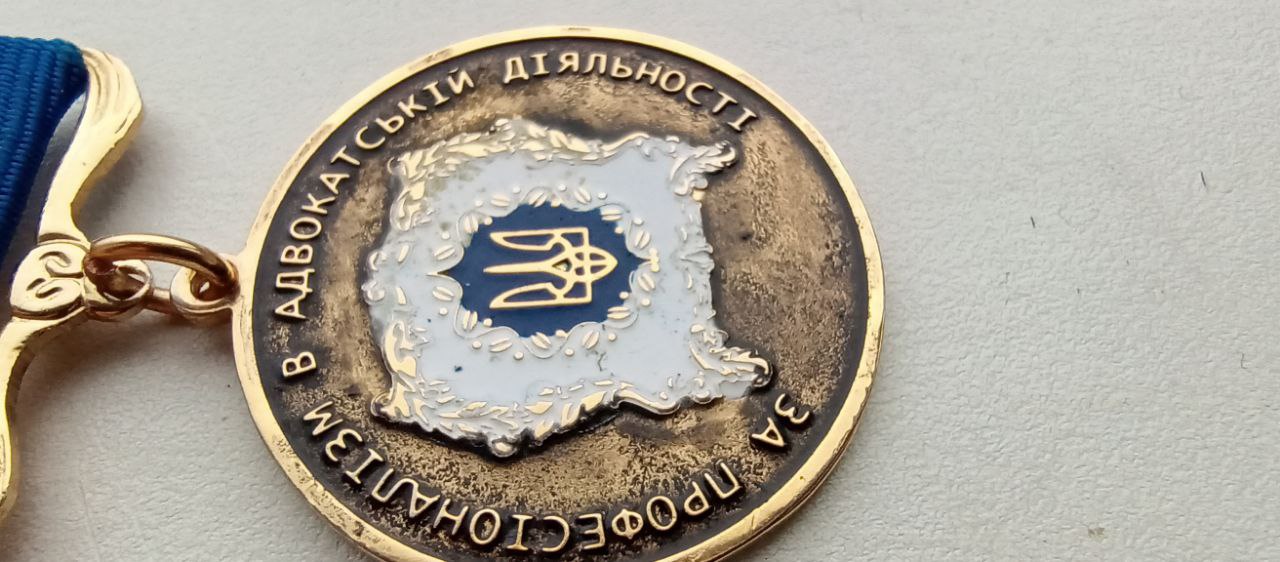 ЗА ПРОФЕСІОНАЛІЗМ В АДВОКАТСЬКІЙ ДІЯЛЬНОСТІ